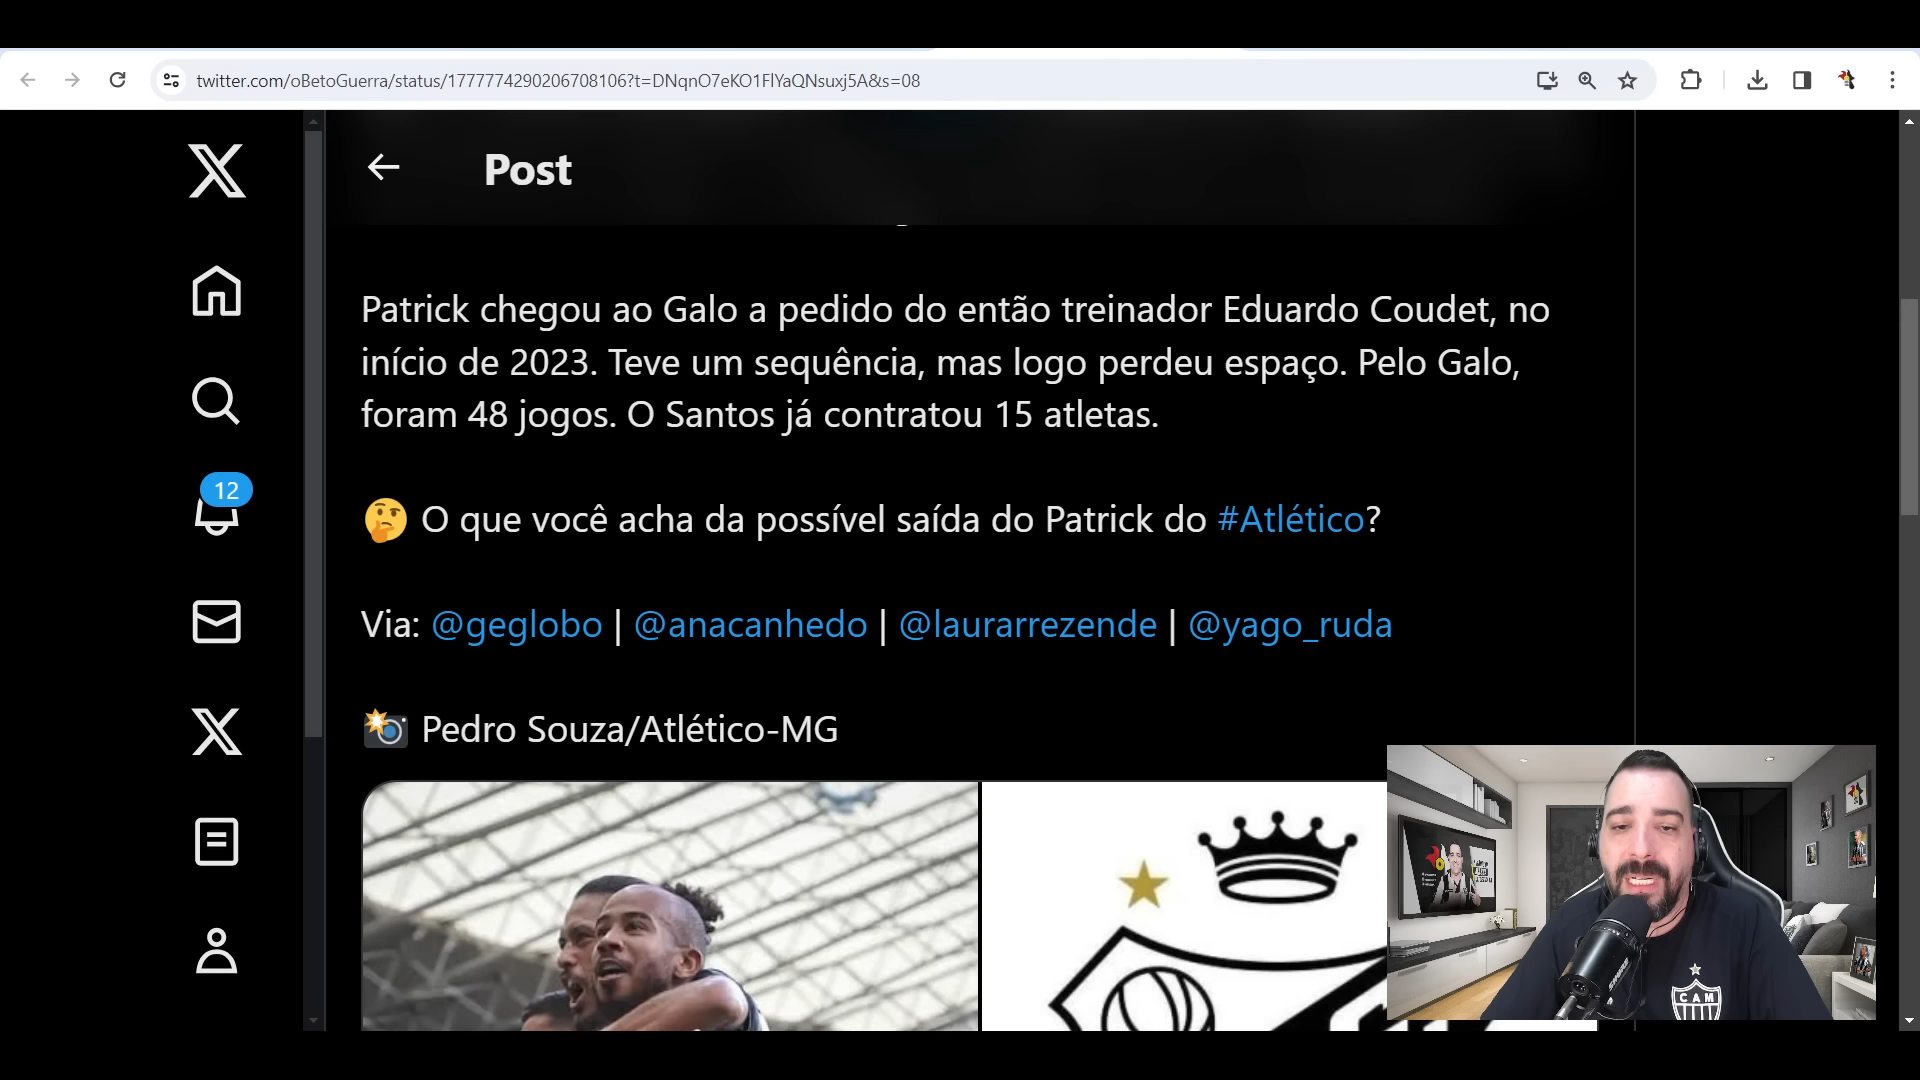 twitter.com/oBetoGuerra/status/1777774290206708106?t=DNqnO7eKO1FlYaQNsuxj5A&s=08
Post
Patrick chegou ao Galo a pedido do então treinador Eduardo Coudet, no
início de 2023. Teve um sequência, mas logo perdeu espaço. Pelo Galo,
foram 48 jogos. O Santos já contratou 15 atletas.
12
🤔 O que você acha da possível saída do Patrick do #Atlético?
Via: @geglobo | @anacanhedo | @laurarrezende | @yago_ruda
📸 Pedro Souza/Atlético-MG
CAM